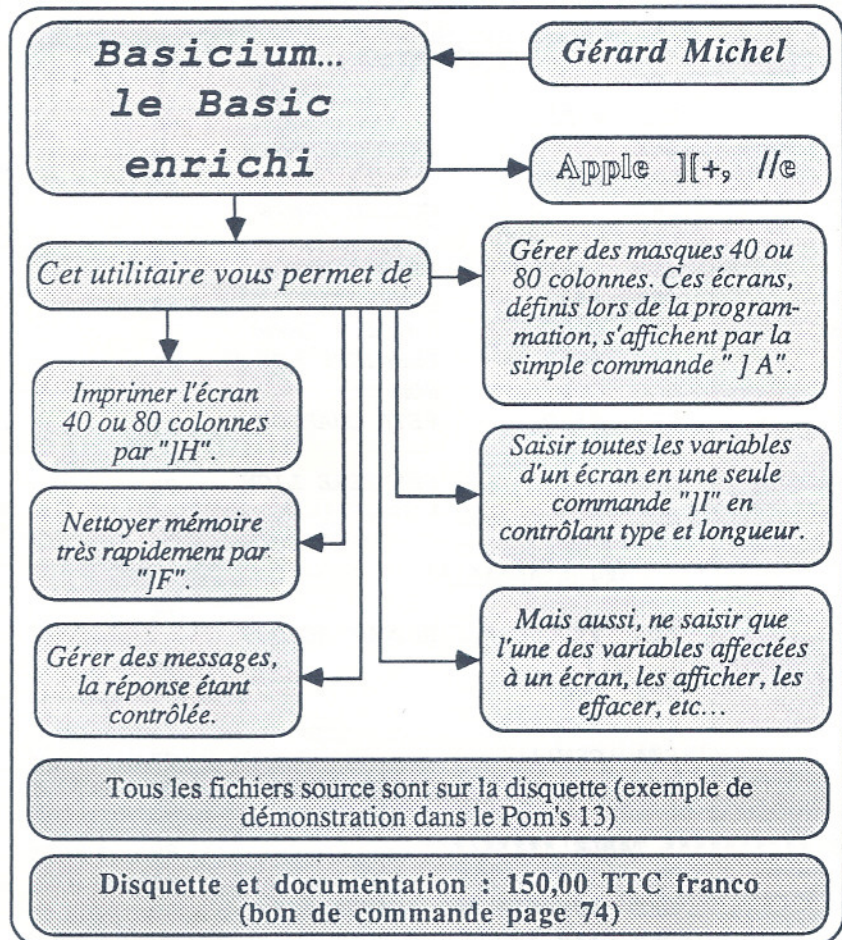 Basicium...
le Basic
enrichi
Gérard Michel
Apple ][+, //e
Cet utilitaire vous permet de
Gérer des masques 40 ou
80 colonnes. Ces écrans,
définis lors de la program-
mation, s'affichent par la
simple commande " ] A".
Imprimer l'écran
40 ou 80 colonnes
par "]H".
Saisir toutes les variables
d'un écran en une seule
commande "]I" en
contrôlant type et longueur.
Nettoyer mémoire
très rapidement par
"]F".
Mais aussi, ne saisir que
l'une des variables affectées
à un écran, les afficher, les
effacer, etc...
Gérer des messages,
la réponse étant
contrôlée.
Tous les fichiers source sont sur la disquette (exemple de
démonstration dans le Pom's 13)
Disquette et documentation : 150,00 TTC franco
(bon de commande page 74)